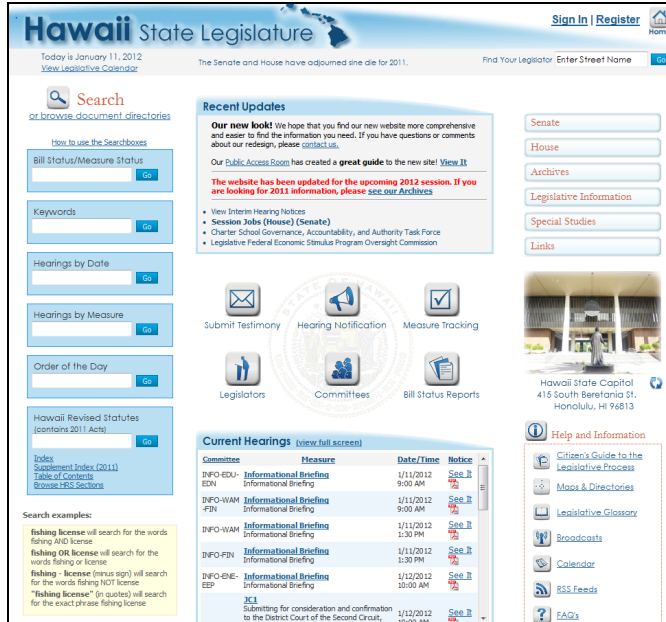 Hawaii State Legislature
Sign In | Register
Home
Today is January 11, 2012
View Legislative Calendar
The Senate and House have adjourned sine die for 2011.
Find Your Legislator Enter Street Name Go
Search
or browse document directories
How to use the Searchboxes
Bill Status/Measure Status
Go
Keywords
Go
Hearings by Date
Go
Hearings by Measure
Go
Order of the Day
Go
Hawaii Revised Statutes
(contains 2011 Acts)
Go
Index
Supplement Index (2011)
Table of Contents
Browse HRS Sections
Search examples:
fishing license will search for the words
fishing AND license
fishing OR license will search for the
words fishing or license
fishing - license (minus sign) will search
for the words fishing NOT license
"fishing license" (in quotes) will search
for the exact phrase fishing license
Recent Updates
Our new look! We hope that you find our new website more comprehensive
and easier to find the information you need. If you have questions or comments
about our redesign, please contact us.
Our Public Access Room has created a great guide to the new site! View It
The website has been updated for the upcoming 2012 session. If you
are looking for 2011 information, please see our Archives
View Interim Hearing Notices
Session Jobs (House) (Senate)
Charter School Governance, Accountability, and Authority Task Force
Legislative Federal Economic Stimulus Program Oversight Commission
Submit Testimony Hearing Notification Measure Tracking
Legislators Committees Bill Status Reports
Current Hearings (view full screen)
Committee Measure Date/Time Notice
INFO-EDU-EDN Informational Briefing
Informational Briefing 1/11/2012
9:00 AM See It
INFO-WAM-FIN Informational Briefing
Informational Briefing 1/11/2012
9:00 AM See It
INFO-WAM Informational Briefing
Informational Briefing 1/11/2012
1:30 PM See It
INFO-FIN Informational Briefing
Informational Briefing 1/11/2012
1:30 PM See It
INFO-ENE-EEP Informational Briefing
Informational Briefing 1/12/2012
10:00 AM See It
JC1
Submitting for consideration and confirmation
to the District Court of the Second Circuit, 1/12/2012
10:00 AM See It
Senate
House
Archives
Legislative Information
Special Studies
Links
Hawaii State Capitol
415 South Beretania St.
Honolulu, HI 96813
Help and Information
Citizen's Guide to the
Legislative Process
Maps & Directories
Legislative Glossary
Broadcasts
Calendar
RSS Feeds
FAQ's